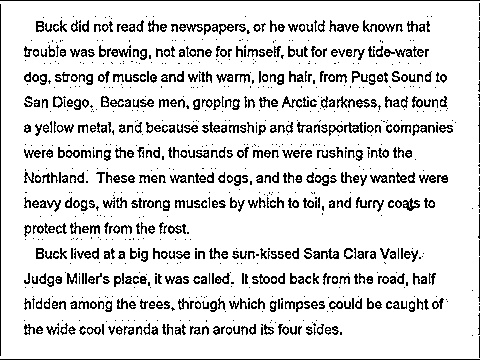 Buck did not read the newspapers, or he would have known that
trouble was brewing, not alone for himself, but for every tide-water
dog, strong of muscle and with warm, long hair, from Puget Sound to
San Diego. Because men, groping in the Arctic darkness, had found
a yellow metal, and because steamship and transportation companies
were booming the find, thousands of men were rushing into the
Northland. These men wanted dogs, and the dogs they wanted were
heavy dogs, with strong muscles by which to toil, and furry coats to
protect them from the frost.
Buck lived at a big house in the sun-kissed Santa Clara Valley.
Judge Miller's place, it was called. It stood back from the road, half
hidden among the trees, through which glimpses could be caught of
the wide cool veranda that ran around its four sides.